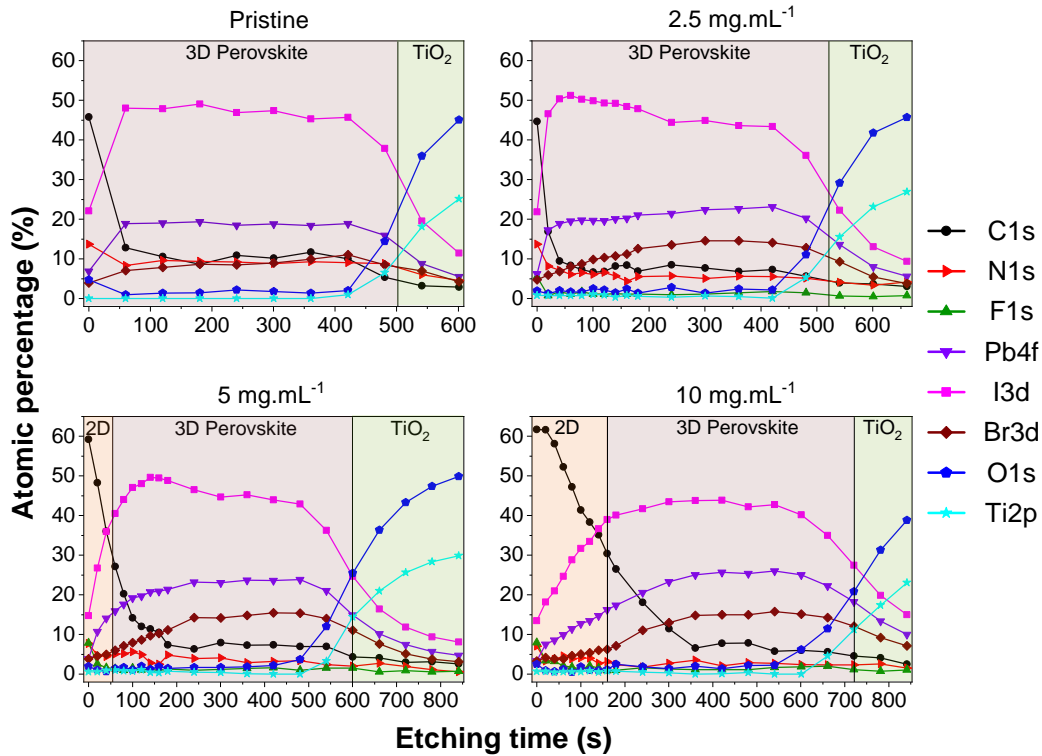 Pristine
2.5 mg.mL⁻¹
3D Perovskite TiO₂
3D Perovskite TiO₂
60
50
40
30
20
10
0
0 100 200 300 400 500 600
60
50
40
30
20
10
0
0 100 200 300 400 500 600
5 mg.mL⁻¹
10 mg.mL⁻¹
2D 3D Perovskite TiO₂
2D 3D Perovskite TiO₂
60
50
40
30
20
10
0
0 100 200 300 400 500 600 700 800
60
50
40
30
20
10
0
0 100 200 300 400 500 600 700 800
Atomic percentage (%)
Etching time (s)
C1s
N1s
F1s
Pb4f
I3d
Br3d
O1s
Ti2p